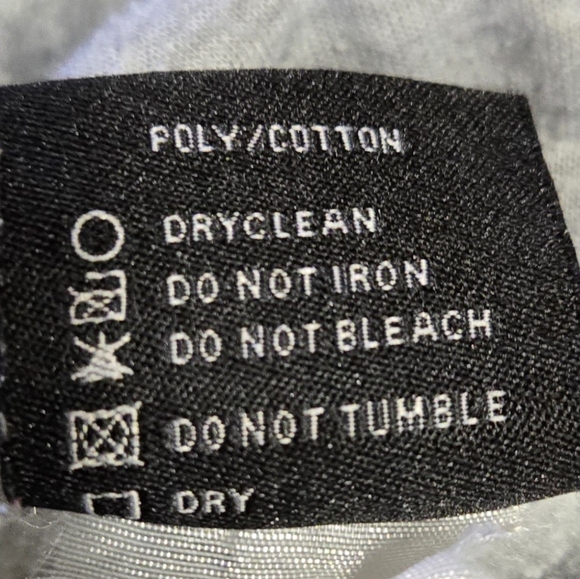 POLY/COTTON
DRYCLEAN
DO NOT IRON
DO NOT BLEACH
DO NOT TUMBLE
DRY